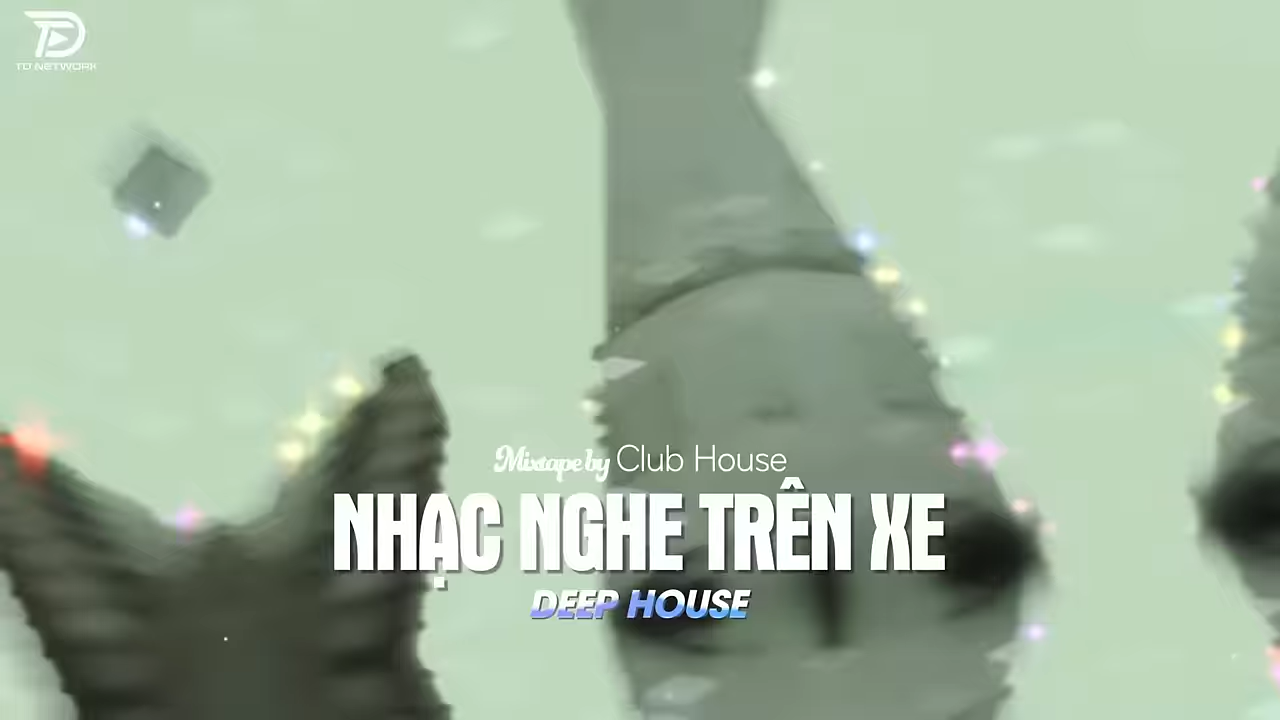 TD NETWORK
Mixtape by Club House
NHẠC NGHE TRÊN XE
DEEP HOUSE